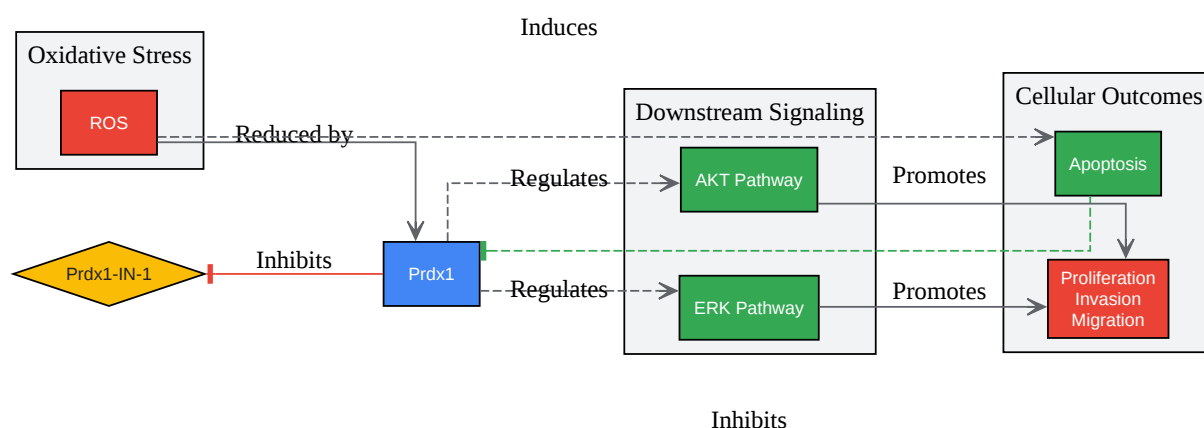 Induces
Oxidative Stress
ROS
Reduced by
Downstream Signaling
Cellular Outcomes
Apoptosis
Regulates
AKT Pathway
Promotes
Prdx1-IN-1
Inhibits
Prdx1
Regulates
ERK Pathway
Promotes
Proliferation
Invasion
Migration
Inhibits